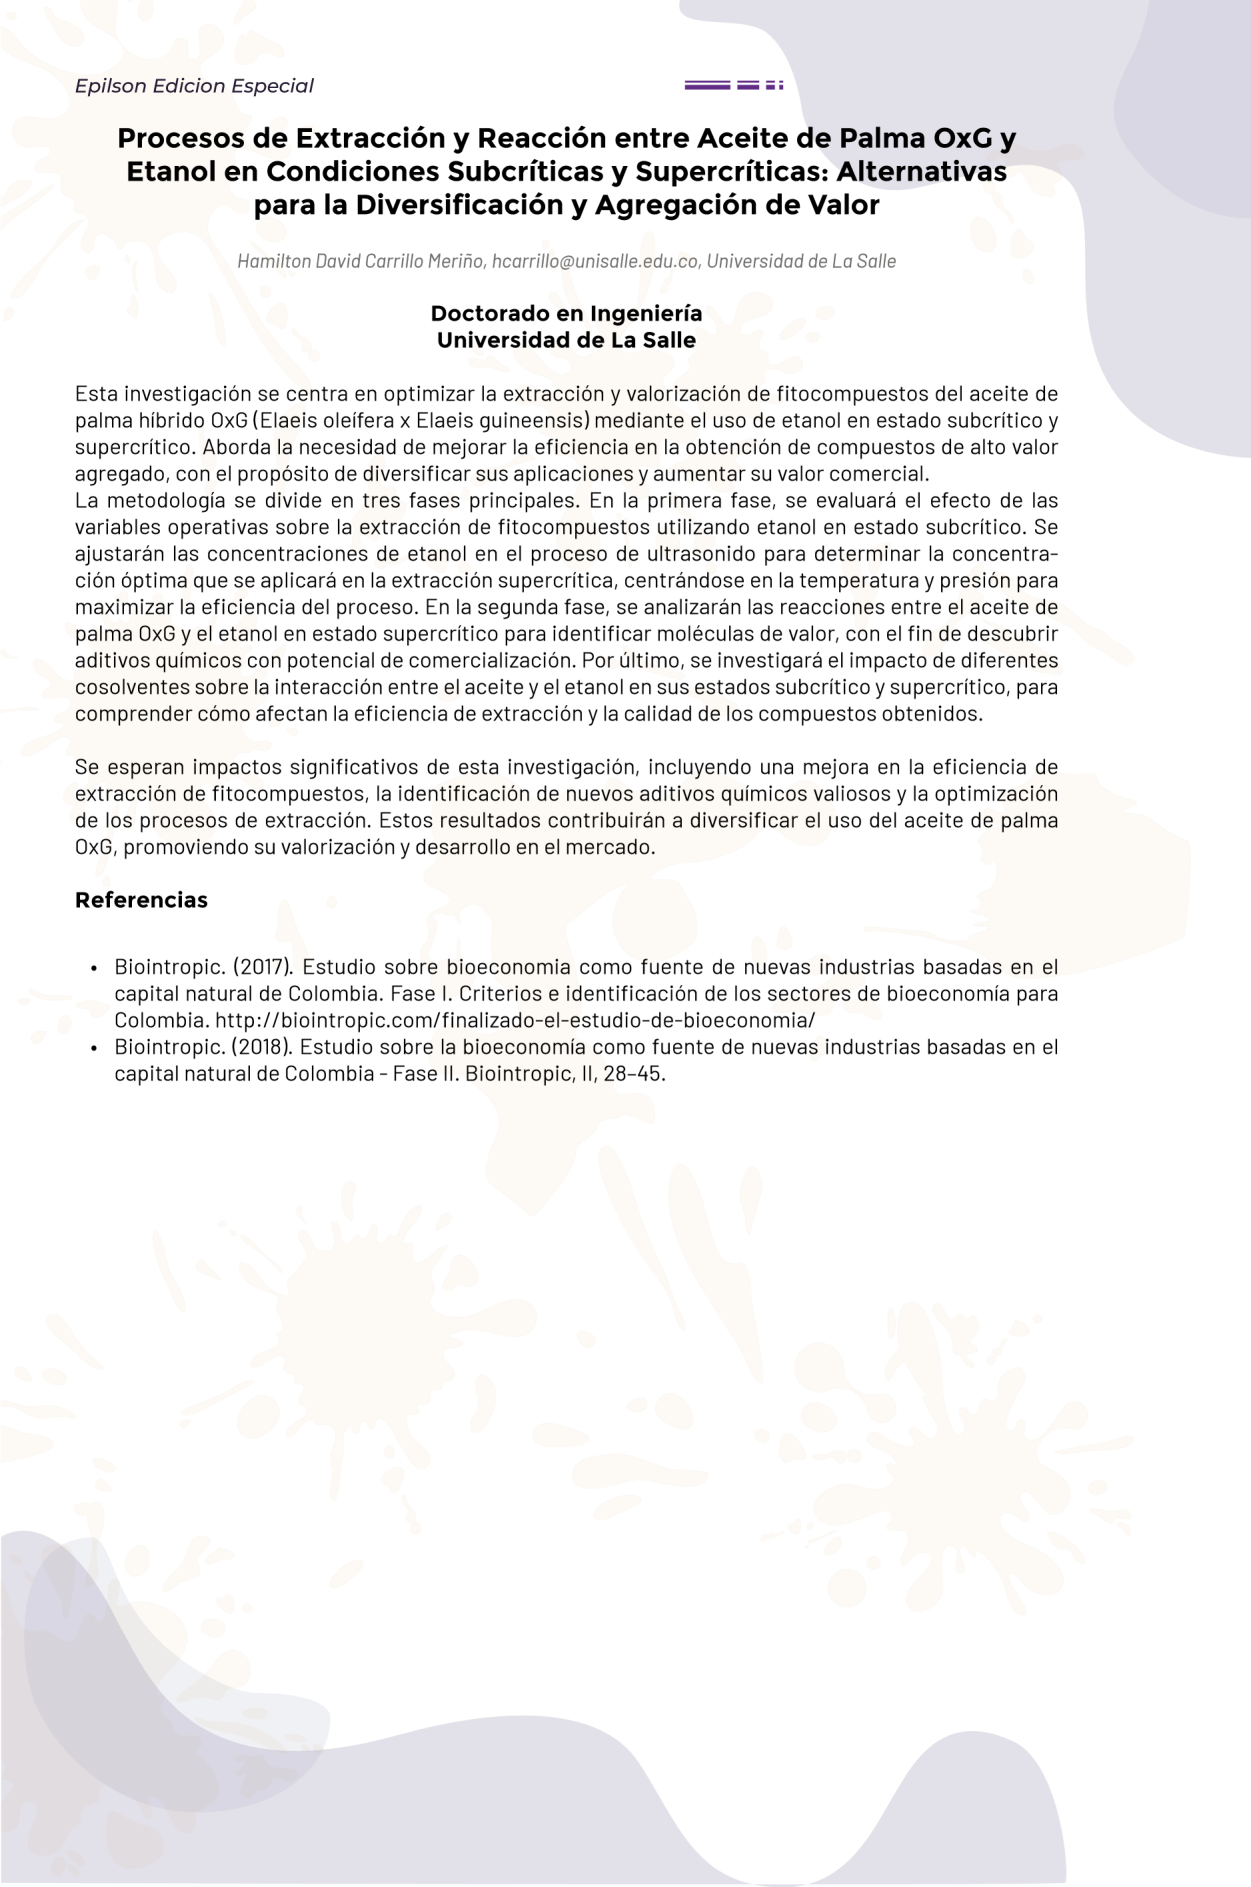 Epilson Edicion Especial
Procesos de Extracción y Reacción entre Aceite de Palma OxG y
Etanol en Condiciones Subcríticas y Supercríticas: Alternativas
para la Diversificación y Agregación de Valor
Hamilton David Carrillo Meriño, hcarrillo@unisalle.edu.co, Universidad de La Salle
Doctorado en Ingeniería
Universidad de La Salle
Esta investigación se centra en optimizar la extracción y valorización de fitocompuestos del aceite de
palma híbrido OxG (Elaeis oleífera x Elaeis guineensis) mediante el uso de etanol en estado subcrítico y
supercrítico. Aborda la necesidad de mejorar la eficiencia en la obtención de compuestos de alto valor
agregado, con el propósito de diversificar sus aplicaciones y aumentar su valor comercial.
La metodología se divide en tres fases principales. En la primera fase, se evaluará el efecto de las
variables operativas sobre la extracción de fitocompuestos utilizando etanol en estado subcrítico. Se
ajustarán las concentraciones de etanol en el proceso de ultrasonido para determinar la concentra-
ción óptima que se aplicará en la extracción supercrítica, centrándose en la temperatura y presión para
maximizar la eficiencia del proceso. En la segunda fase, se analizarán las reacciones entre el aceite de
palma OxG y el etanol en estado supercrítico para identificar moléculas de valor, con el fin de descubrir
aditivos químicos con potencial de comercialización. Por último, se investigará el impacto de diferentes
cosolventes sobre la interacción entre el aceite y el etanol en sus estados subcrítico y supercrítico, para
comprender cómo afectan la eficiencia de extracción y la calidad de los compuestos obtenidos.
Se esperan impactos significativos de esta investigación, incluyendo una mejora en la eficiencia de
extracción de fitocompuestos, la identificación de nuevos aditivos químicos valiosos y la optimización
de los procesos de extracción. Estos resultados contribuirán a diversificar el uso del aceite de palma
OxG, promoviendo su valorización y desarrollo en el mercado.
Referencias
• Biointropic. (2017). Estudio sobre bioeconomia como fuente de nuevas industrias basadas en el
capital natural de Colombia. Fase I. Criterios e identificación de los sectores de bioeconomía para
Colombia. http://biointropic.com/finalizado-el-estudio-de-bioeconomia/
• Biointropic. (2018). Estudio sobre la bioeconomía como fuente de nuevas industrias basadas en el
capital natural de Colombia - Fase II. Biointropic, II, 28–45.